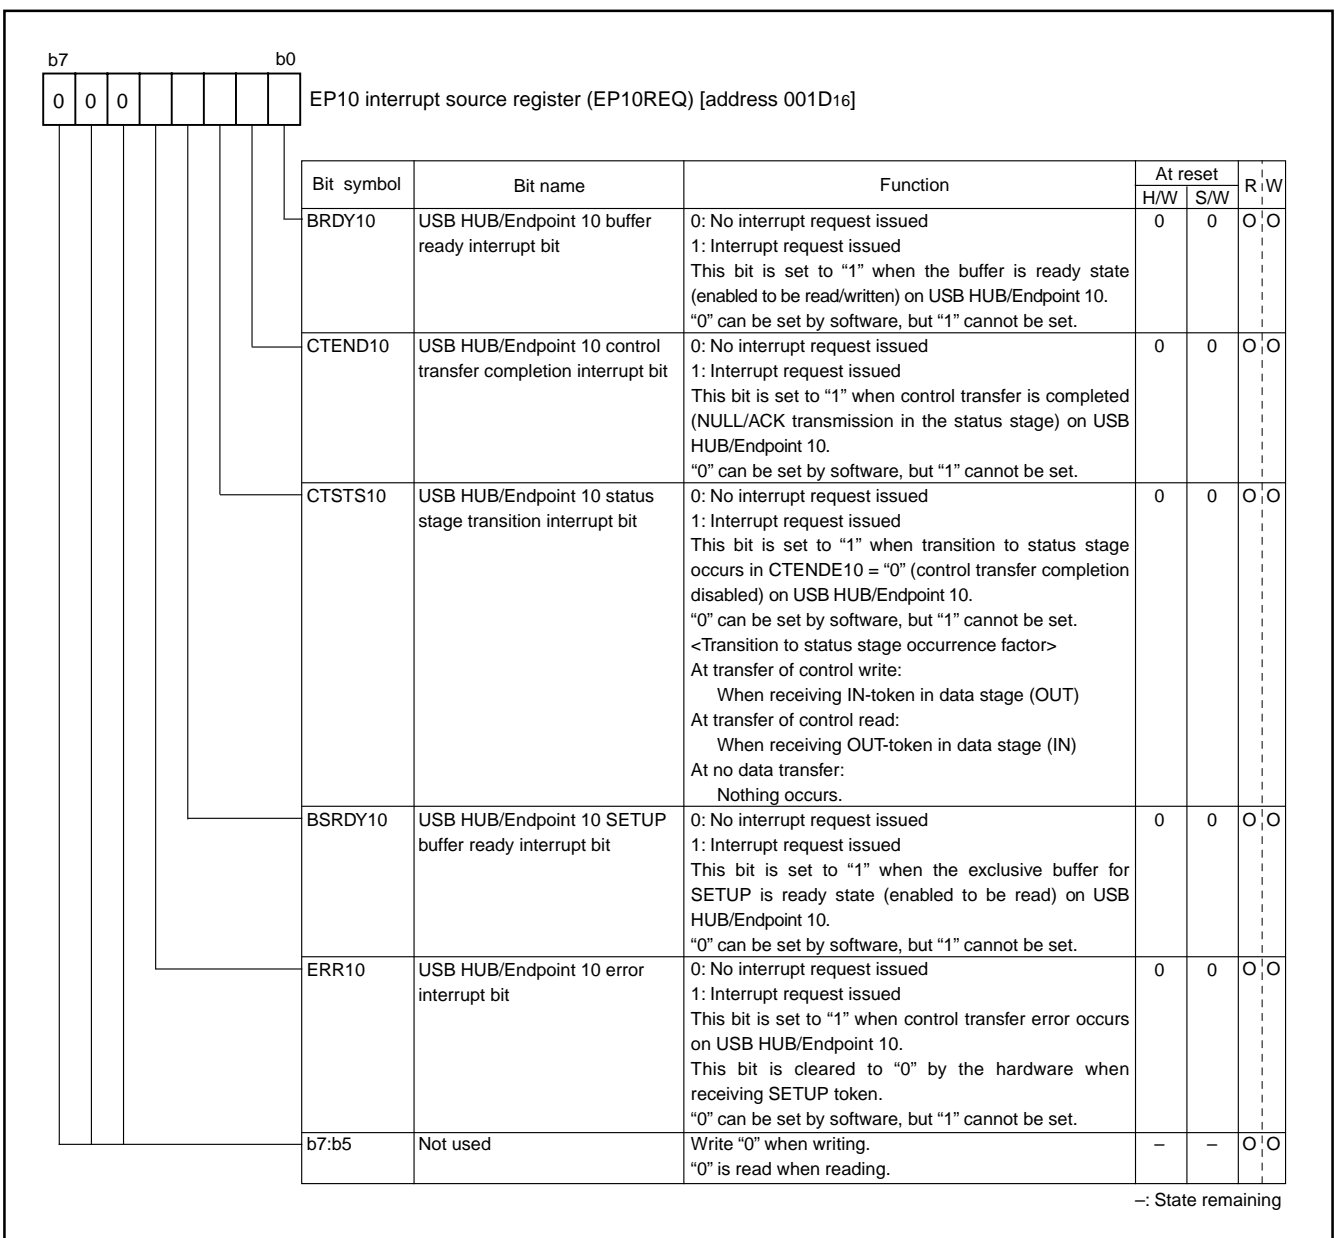 b7 b0
0 0 0
EP10 interrupt source register (EP10REQ) [address 001D16]
Bit symbol Bit name Function At reset R W
H/W S/W
BRDY10 USB HUB/Endpoint 10 buffer 0: No interrupt request issued 0 0 O O
ready interrupt bit 1: Interrupt request issued
This bit is set to “1” when the buffer is ready state
(enabled to be read/written) on USB HUB/Endpoint 10.
“0” can be set by software, but “1” cannot be set.
CTEND10 USB HUB/Endpoint 10 control 0: No interrupt request issued 0 0 O O
transfer completion interrupt bit 1: Interrupt request issued
This bit is set to “1” when control transfer is completed
(NULL/ACK transmission in the status stage) on USB
HUB/Endpoint 10.
“0” can be set by software, but “1” cannot be set.
CTSTS10 USB HUB/Endpoint 10 status 0: No interrupt request issued 0 0 O O
stage transition interrupt bit 1: Interrupt request issued
This bit is set to “1” when transition to status stage
occurs in CTENDE10 = “0” (control transfer completion
disabled) on USB HUB/Endpoint 10.
“0” can be set by software, but “1” cannot be set.
<Transition to status stage occurrence factor>
At transfer of control write:
When receiving IN-token in data stage (OUT)
At transfer of control read:
When receiving OUT-token in data stage (IN)
At no data transfer:
Nothing occurs.
BSRDY10 USB HUB/Endpoint 10 SETUP 0: No interrupt request issued 0 0 O O
buffer ready interrupt bit 1: Interrupt request issued
This bit is set to “1” when the exclusive buffer for
SETUP is ready state (enabled to be read) on USB
HUB/Endpoint 10.
“0” can be set by software, but “1” cannot be set.
ERR10 USB HUB/Endpoint 10 error 0: No interrupt request issued 0 0 O O
interrupt bit 1: Interrupt request issued
This bit is set to “1” when control transfer error occurs
on USB HUB/Endpoint 10.
This bit is cleared to “0” by the hardware when
receiving SETUP token.
“0” can be set by software, but “1” cannot be set.
b7:b5 Not used Write “0” when writing. – – O O
“0” is read when reading.
–: State remaining